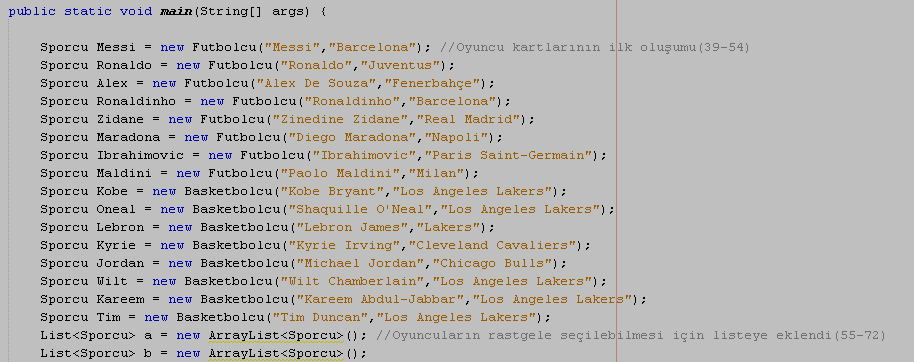 public static void main(String[] args) {
Sporcu Messi = new Futbolcu("Messi","Barcelona"); //Oyuncu kartlarının ilk oluşumu(39-54)
Sporcu Ronaldo = new Futbolcu("Ronaldo","Juventus");
Sporcu Alex = new Futbolcu("Alex De Souza","Fenerbahçe");
Sporcu Ronaldinho = new Futbolcu("Ronaldinho","Barcelona");
Sporcu Zidane = new Futbolcu("Zinedine Zidane","Real Madrid");
Sporcu Maradona = new Futbolcu("Diego Maradona","Napoli");
Sporcu Ibrahimovic = new Futbolcu("Ibrahimovic","Paris Saint-Germain");
Sporcu Maldini = new Futbolcu("Paolo Maldini","Milan");
Sporcu Kobe = new Basketbolcu("Kobe Bryant","Los Angeles Lakers");
Sporcu Oneal = new Basketbolcu("Shaquille O'Neal","Los Angeles Lakers");
Sporcu Lebron = new Basketbolcu("Lebron James","Lakers");
Sporcu Kyrie = new Basketbolcu("Kyrie Irving","Cleveland Cavaliers");
Sporcu Jordan = new Basketbolcu("Michael Jordan","Chicago Bulls");
Sporcu Wilt = new Basketbolcu("Wilt Chamberlain","Los Angeles Lakers");
Sporcu Kareem = new Basketbolcu("Kareem Abdul-Jabbar","Los Angeles Lakers");
Sporcu Tim = new Basketbolcu("Tim Duncan","Los Angeles Lakers");
List<Sporcu> a = new ArrayList<Sporcu>(); //Oyuncuların rastgele seçilebilmesi için listeye eklendi(55-72)
List<Sporcu> b = new ArrayList<Sporcu>();